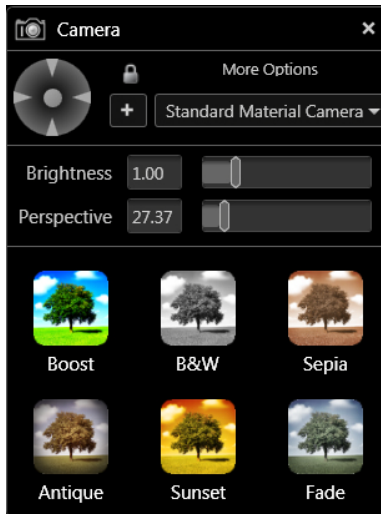 Camera
More Options
Standard Material Camera
Brightness 1.00
Perspective 27.37
Boost B&W Sepia
Antique Sunset Fade